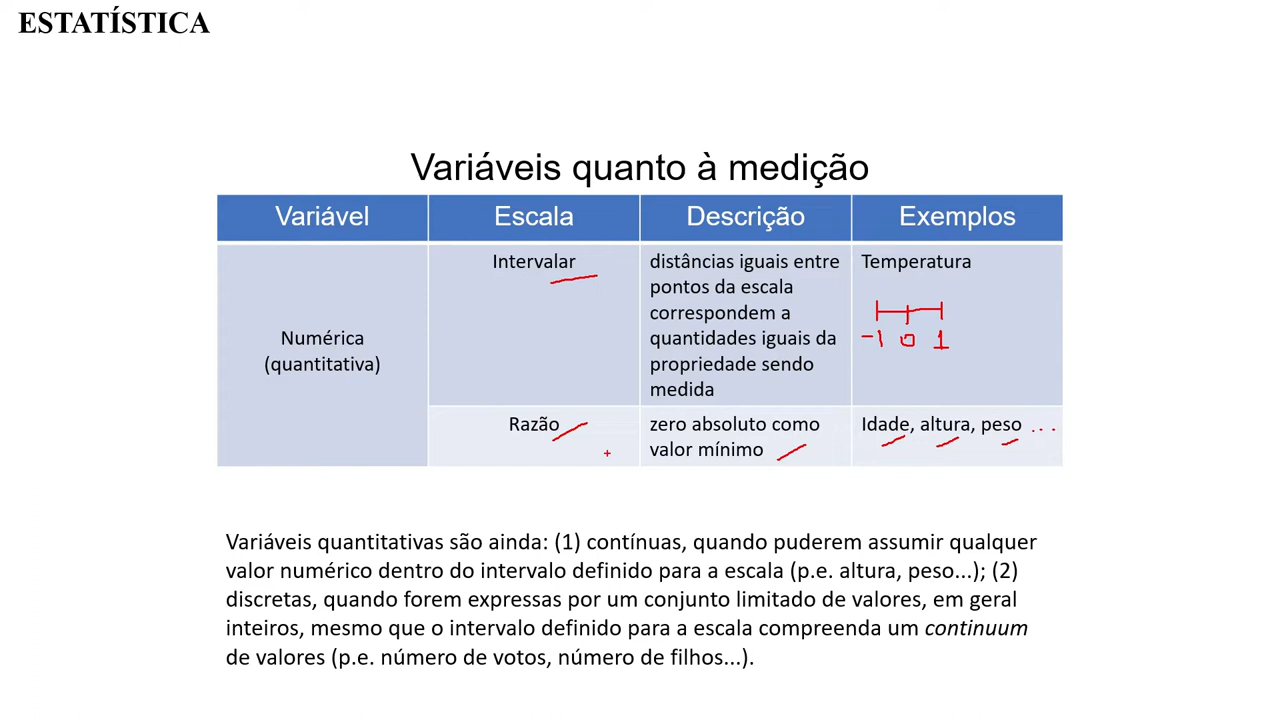 ESTATÍSTICA
Variáveis quanto à medição
Variável Escala Descrição Exemplos
Numérica
(quantitativa)
Intervalar
distâncias iguais entre
pontos da escala
correspondem a
quantidades iguais da
propriedade sendo
medida
Temperatura
-1 0 1
Razão
zero absoluto como
valor mínimo
Idade, altura, peso ...
Variáveis quantitativas são ainda: (1) contínuas, quando puderem assumir qualquer
valor numérico dentro do intervalo definido para a escala (p.e. altura, peso...); (2)
discretas, quando forem expressas por um conjunto limitado de valores, em geral
inteiros, mesmo que o intervalo definido para a escala compreenda um continuum
de valores (p.e. número de votos, número de filhos...).